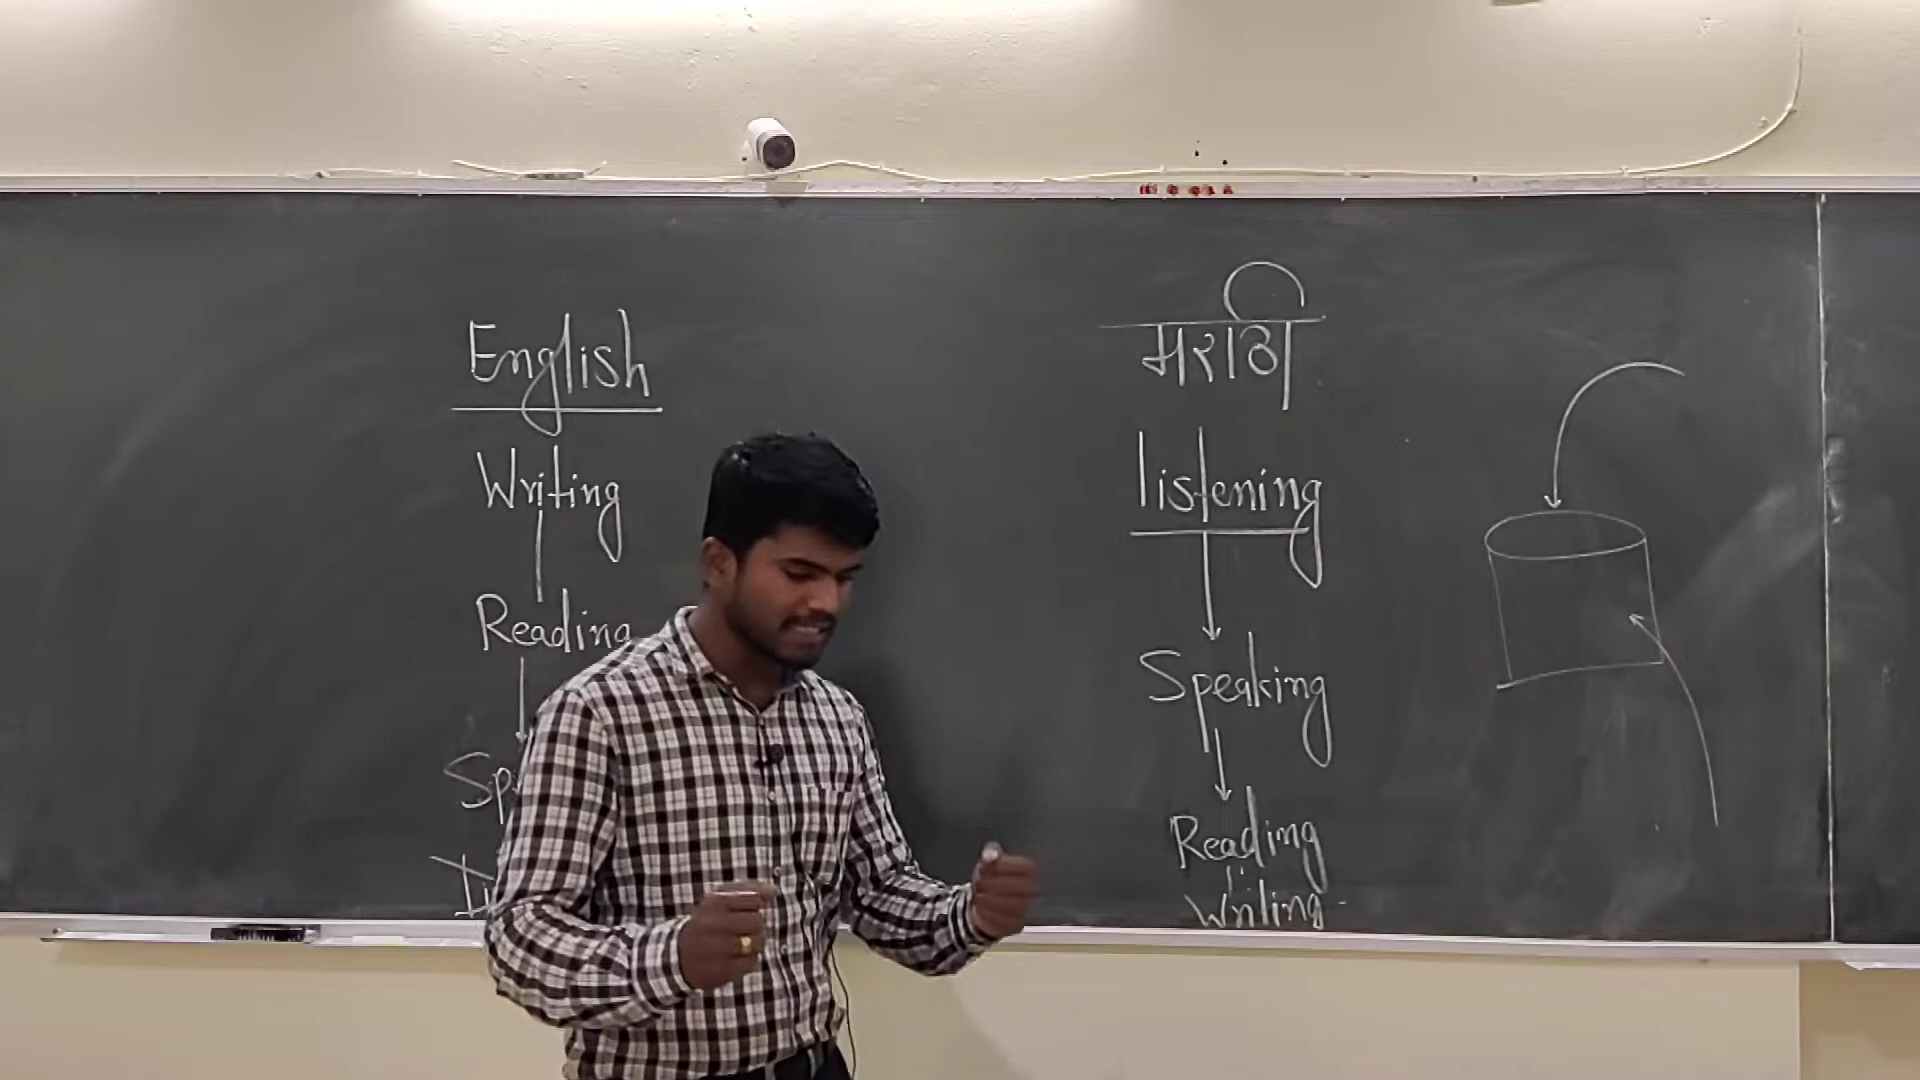 English
Writing
Reading
मराठी
listening
Speaking
Reading
Writing